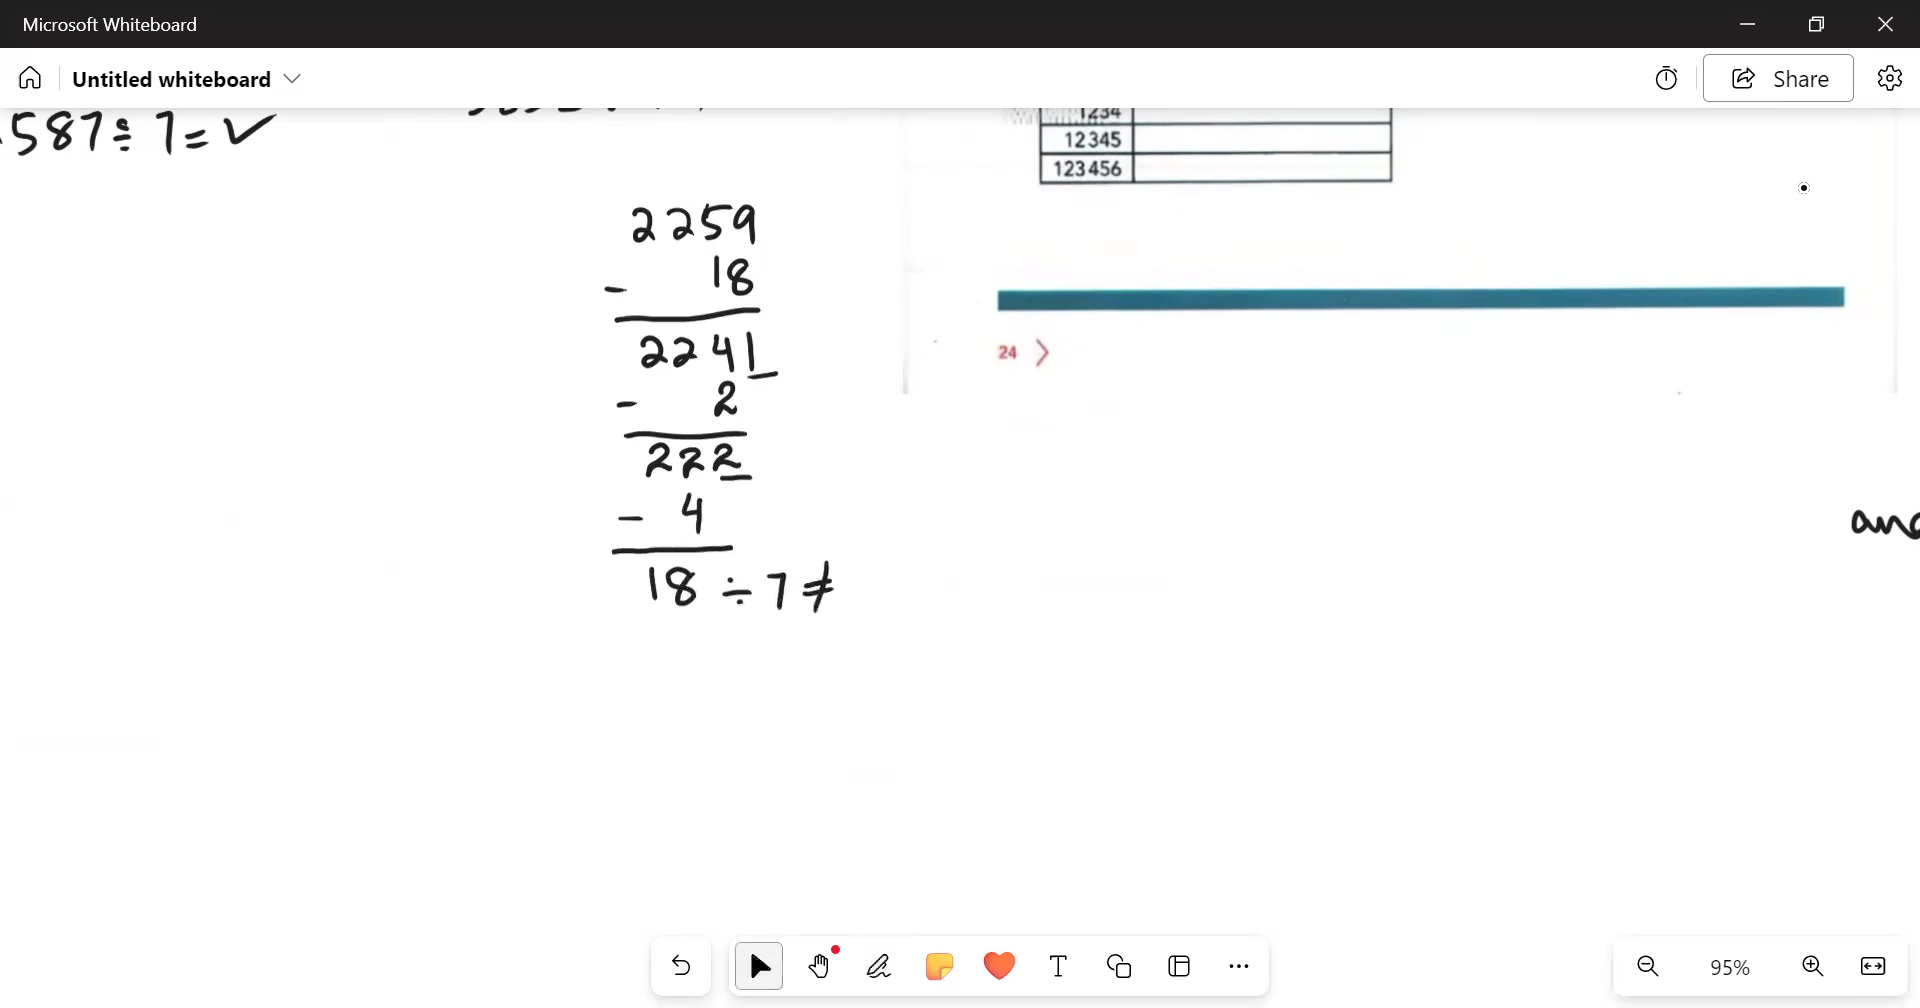 Microsoft Whiteboard
Untitled whiteboard
Share
587 ÷ 7 = ✓
1234
12345
123456
2259
- 18
2241
- 2
222
- 4
18 ÷ 7 ≠
24
95%